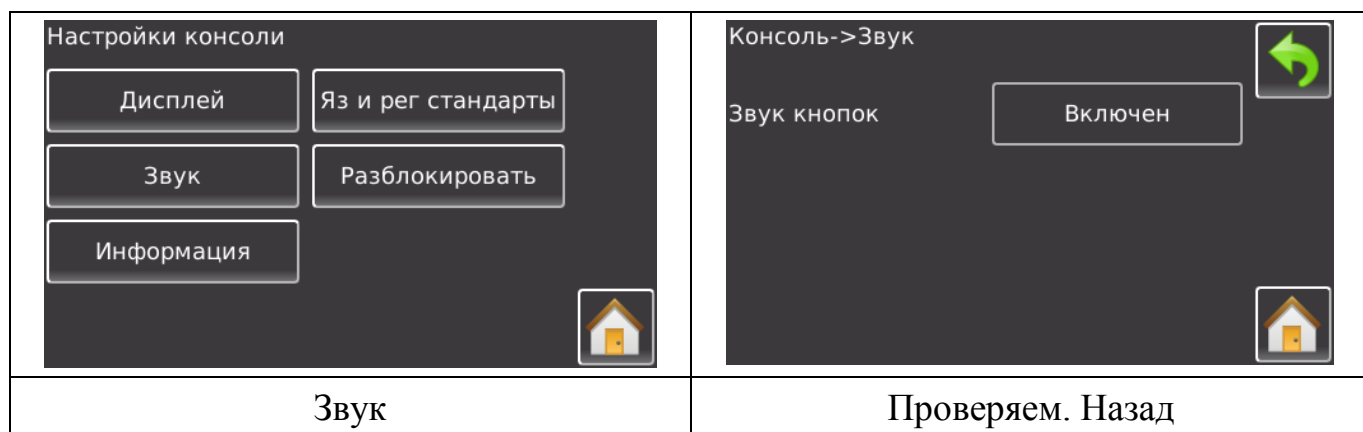 Настройки консоли
Дисплей
Яз и рег стандарты
Звук
Разблокировать
Информация
Консоль->Звук
Звук кнопок
Включен
Звук
Проверяем. Назад